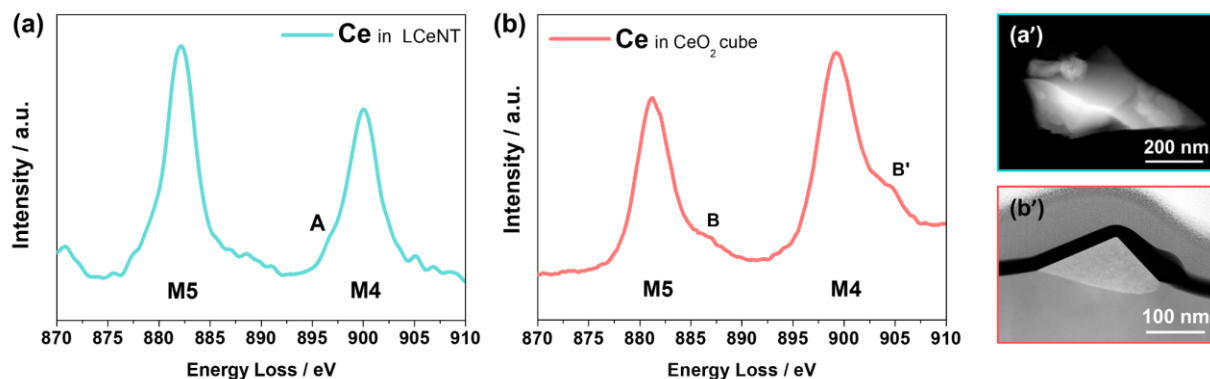 (a)
Ce in LCeNT
Intensity / a.u.
A
M5
M4
870 875 880 885 890 895 900 905 910
Energy Loss / eV
(b)
Ce in CeO₂ cube
Intensity / a.u.
B
B'
M5
M4
870 875 880 885 890 895 900 905 910
Energy Loss / eV
(a')
200 nm
(b')
100 nm